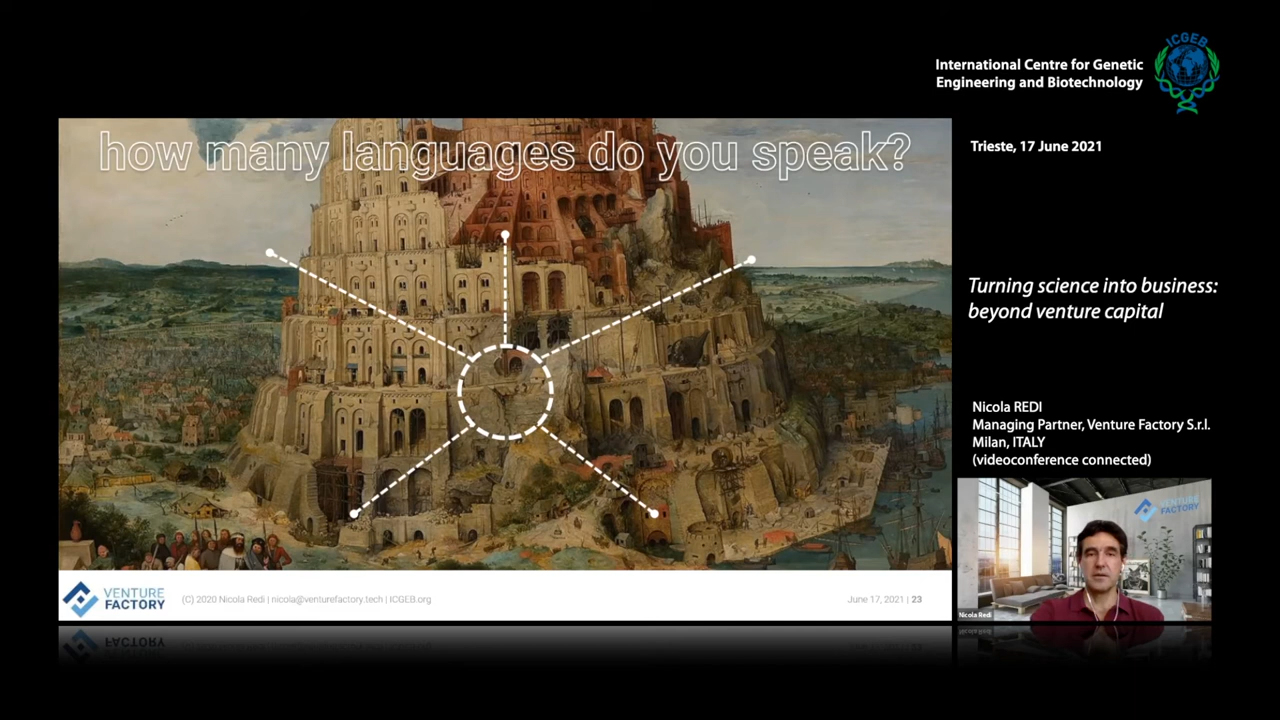 ICGEB
International Centre for Genetic
Engineering and Biotechnology
how many languages do you speak?
Trieste, 17 June 2021
Turning science into business:
beyond venture capital
Nicola REDI
Managing Partner, Venture Factory S.r.l.
Milan, ITALY
(videoconference connected)
VENTURE
FACTORY
Nicola Redi
VENTURE
FACTORY
(C) 2020 Nicola Redi | nicola@venturefactory.tech | ICGEB.org
June 17, 2021 | 23